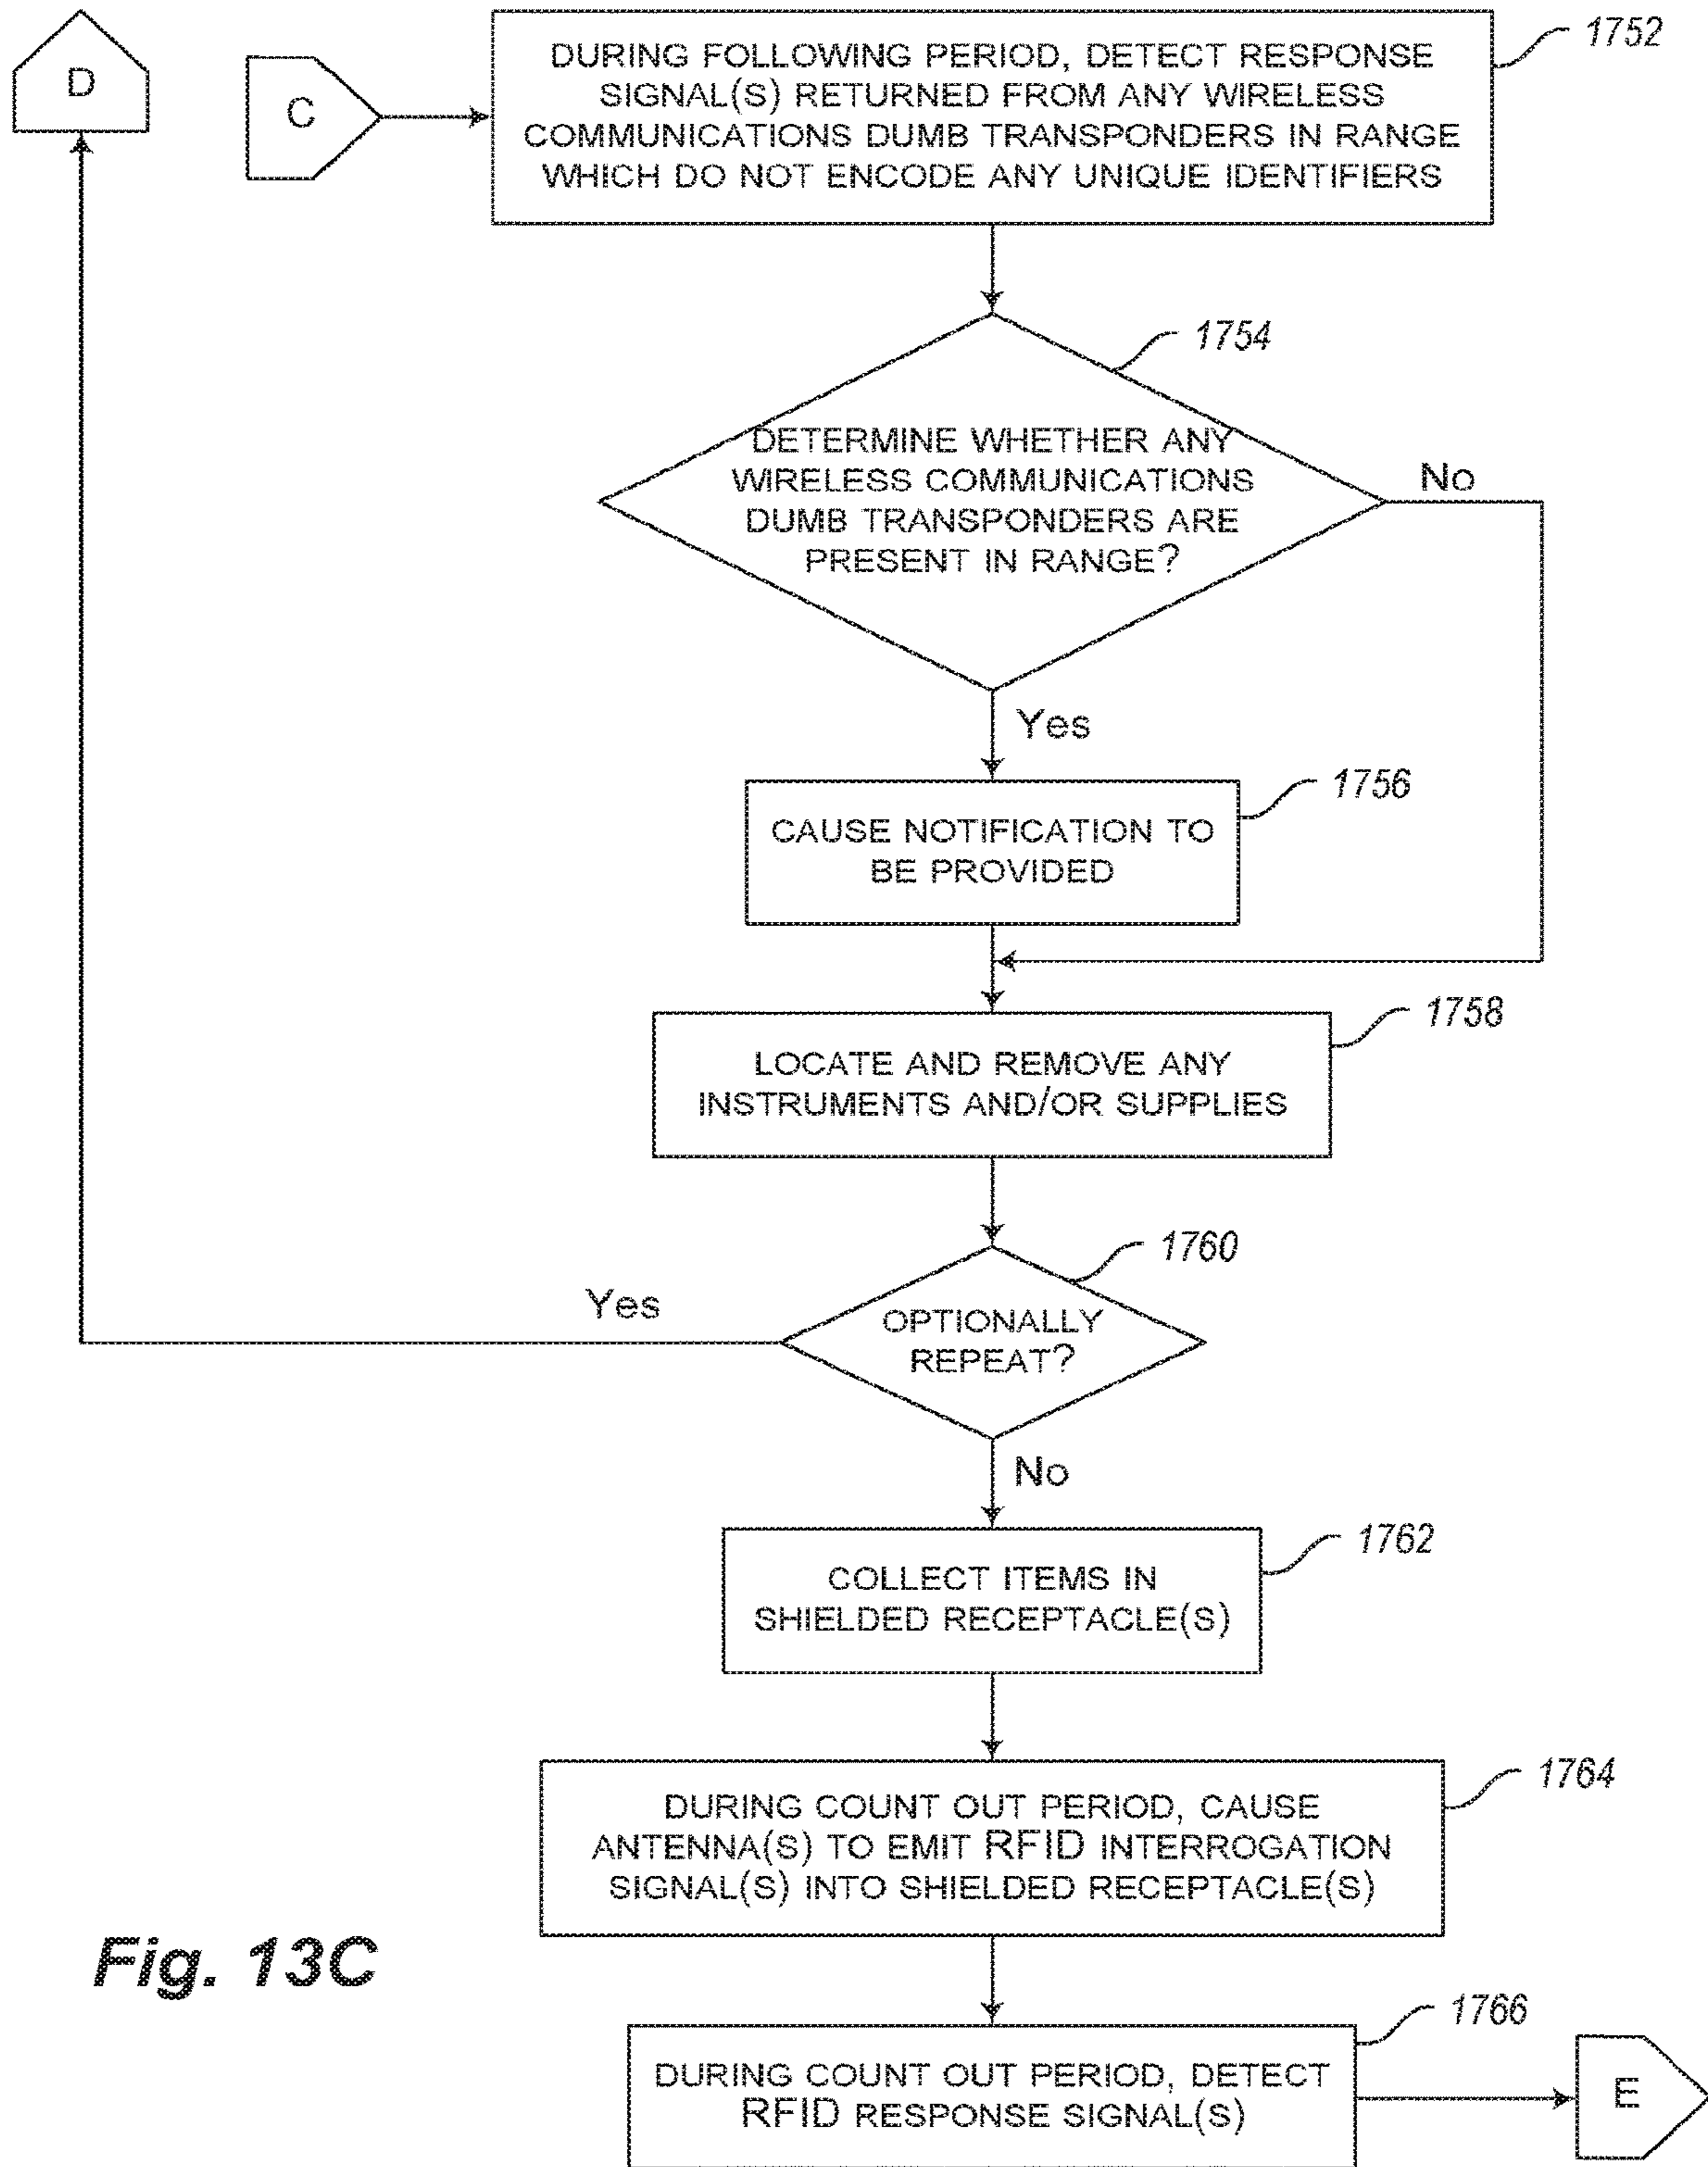 D
C
DURING FOLLOWING PERIOD, DETECT RESPONSE
SIGNAL(S) RETURNED FROM ANY WIRELESS
COMMUNICATIONS DUMB TRANSPONDERS IN RANGE
WHICH DO NOT ENCODE ANY UNIQUE IDENTIFIERS
1752
1754
DETERMINE WHETHER ANY
WIRELESS COMMUNICATIONS
DUMB TRANSPONDERS ARE
PRESENT IN RANGE?
No
Yes
1756
CAUSE NOTIFICATION TO
BE PROVIDED
1758
LOCATE AND REMOVE ANY
INSTRUMENTS AND/OR SUPPLIES
1760
Yes
OPTIONALLY
REPEAT?
No
1762
COLLECT ITEMS IN
SHIELDED RECEPTACLE(S)
1764
DURING COUNT OUT PERIOD, CAUSE
ANTENNA(S) TO EMIT RFID INTERROGATION
SIGNAL(S) INTO SHIELDED RECEPTACLE(S)
Fig. 13C
1766
DURING COUNT OUT PERIOD, DETECT
RFID RESPONSE SIGNAL(S)
E